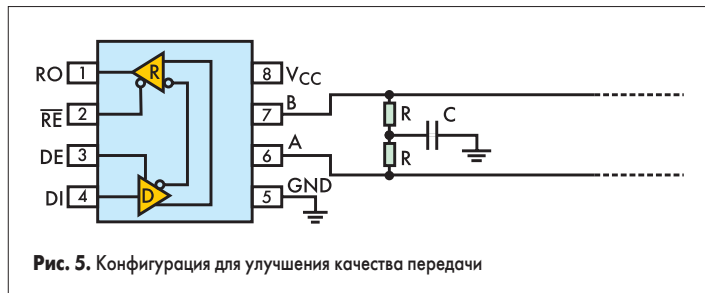 RO 1
R
8 VCC
RE 2
7 B
R
C
DE 3
6 A
R
DI 4
D
5 GND
Рис. 5. Конфигурация для улучшения качества передачи